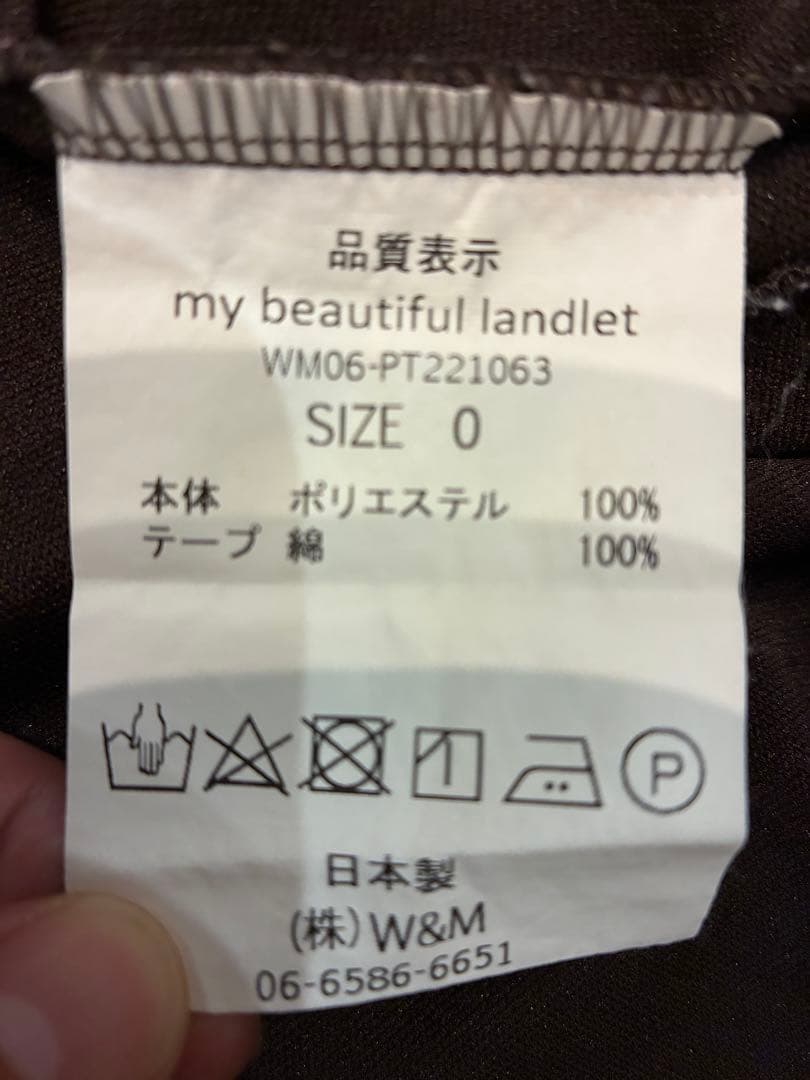 品質表示
my beautiful landlet
WM06-PT221063
SIZE 0
本体 ポリエステル 100%
テープ 綿 100%
P
日本製
(株)W&M
06-6586-6651